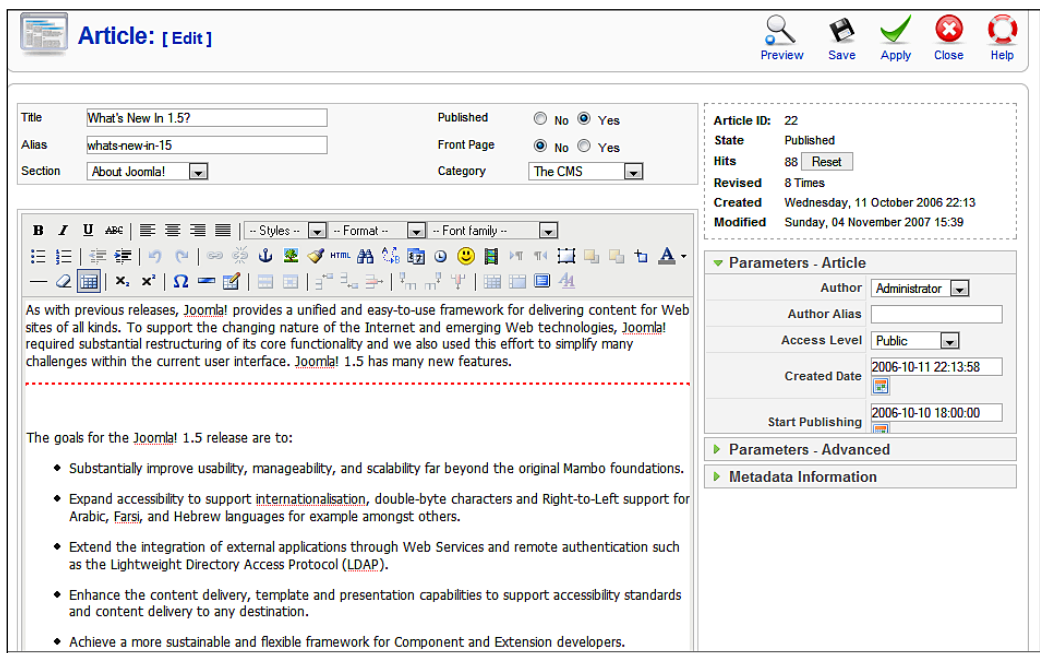 Article: [ Edit ]
Preview Save Apply Close Help
Title What's New In 1.5?
Published No Yes
Alias whats-new-in-15
Front Page No Yes
Section About Joomla!
Category The CMS
B I U ABC -- Styles -- -- Format -- -- Font family --
HTML A
x₂ x² Ω
As with previous releases, Joomla! provides a unified and easy-to-use framework for delivering content for Web
sites of all kinds. To support the changing nature of the Internet and emerging Web technologies, Joomla!
required substantial restructuring of its core functionality and we also used this effort to simplify many
challenges within the current user interface. Joomla! 1.5 has many new features.
The goals for the Joomla! 1.5 release are to:
◆ Substantially improve usability, manageability, and scalability far beyond the original Mambo foundations.
◆ Expand accessibility to support internationalisation, double-byte characters and Right-to-Left support for
Arabic, Farsi, and Hebrew languages for example amongst others.
◆ Extend the integration of external applications through Web Services and remote authentication such
as the Lightweight Directory Access Protocol (LDAP).
◆ Enhance the content delivery, template and presentation capabilities to support accessibility standards
and content delivery to any destination.
◆ Achieve a more sustainable and flexible framework for Component and Extension developers.
Article ID: 22
State Published
Hits 88 Reset
Revised 8 Times
Created Wednesday, 11 October 2006 22:13
Modified Sunday, 04 November 2007 15:39
Parameters - Article
Author Administrator
Author Alias
Access Level Public
Created Date 2006-10-11 22:13:58
Start Publishing 2006-10-10 18:00:00
Parameters - Advanced
Metadata Information